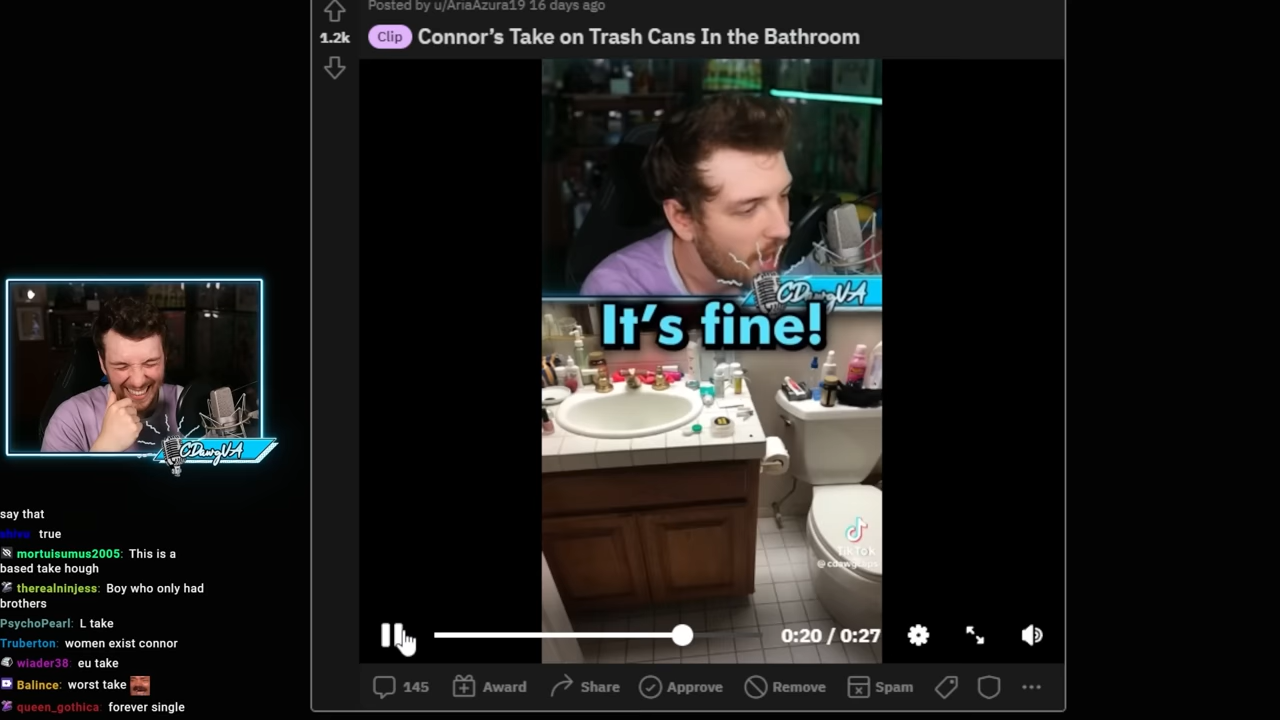 Posted by u/AriaAzura19 16 days ago
1.2k
Clip Connor's Take on Trash Cans In the Bathroom
CDawgVA
It's fine!
CDawgVA
say that
true
mortuisumus2005: This is a
based take hough
therealninjess: Boy who only had
brothers
PsychoPearl: L take
Truberton: women exist connor
wiader38: eu take
Balince: worst take
queen_gothica: forever single
TikTok
0:20 / 0:27
145 Award Share Approve Remove Spam